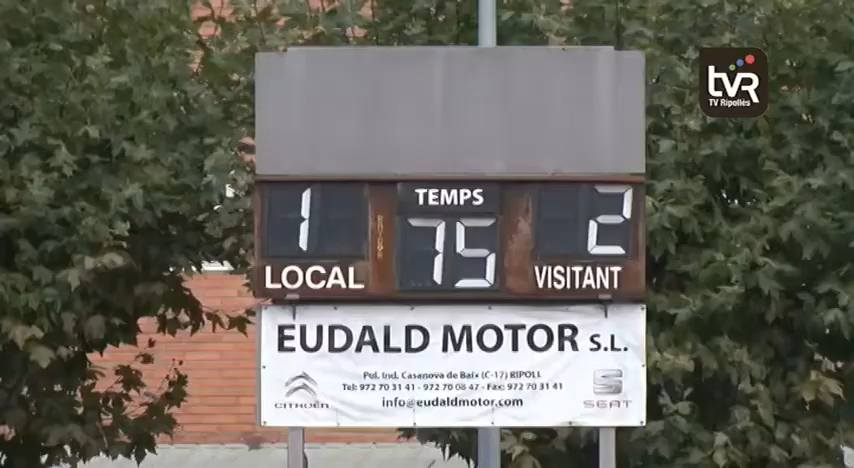 tvR
TV Ripollès
1 TEMPS 2
75
LOCAL VISITANT
EUDALD MOTOR S.L.
Pol. Ind. Casanova de Baix (C-17) RIPOLL
Tel: 972 70 31 41 - 972 70 08 47 - Fax: 972 70 31 41
CITROËN info@eudaldmotor.com SEAT